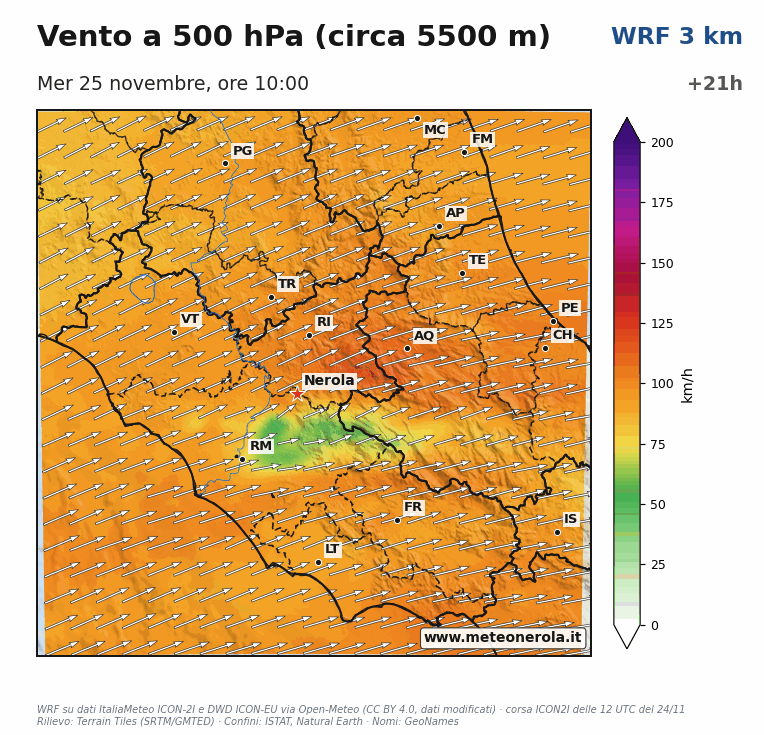 Vento a 500 hPa (circa 5500 m)
WRF 3 km
Mer 25 novembre, ore 10:00
+21h
MC
FM
PG
AP
TE
TR
PE
VT
RI
AQ
CH
Nerola
RM
FR
IS
LT
www.meteonerola.it
200
175
150
125
100
75
50
25
0
km/h
WRF su dati ItaliaMeteo ICON-2I e DWD ICON-EU via Open-Meteo (CC BY 4.0, dati modificati) · corsa ICON2I delle 12 UTC del 24/11
Rilievo: Terrain Tiles (SRTM/GMTED) · Confini: ISTAT, Natural Earth · Nomi: GeoNames